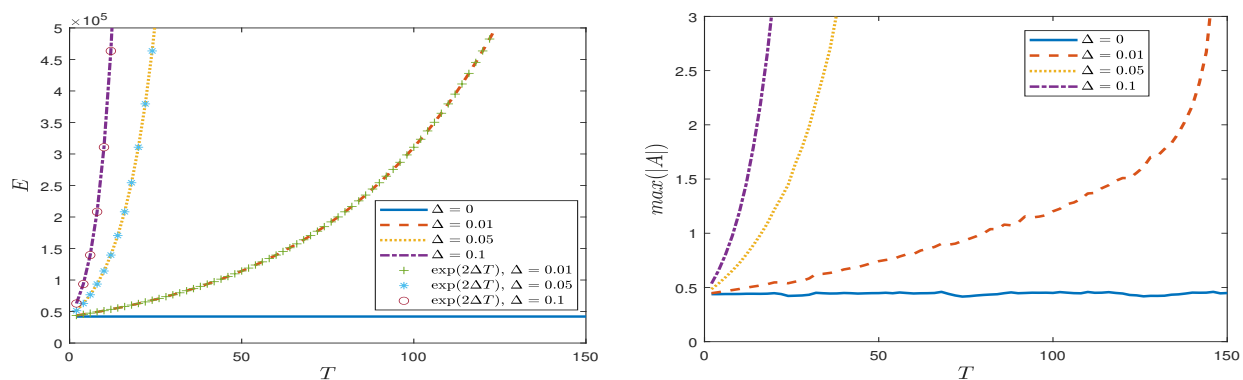 ×10⁵
5
4.5
4
3.5
3
2.5
2
1.5
1
0.5
0
E
0 50 100 150
T
Δ = 0
Δ = 0.01
Δ = 0.05
Δ = 0.1
exp(2ΔT), Δ = 0.01
exp(2ΔT), Δ = 0.05
exp(2ΔT), Δ = 0.1
3
2.5
2
1.5
1
0.5
0
max(|A|)
0 50 100 150
T
Δ = 0
Δ = 0.01
Δ = 0.05
Δ = 0.1